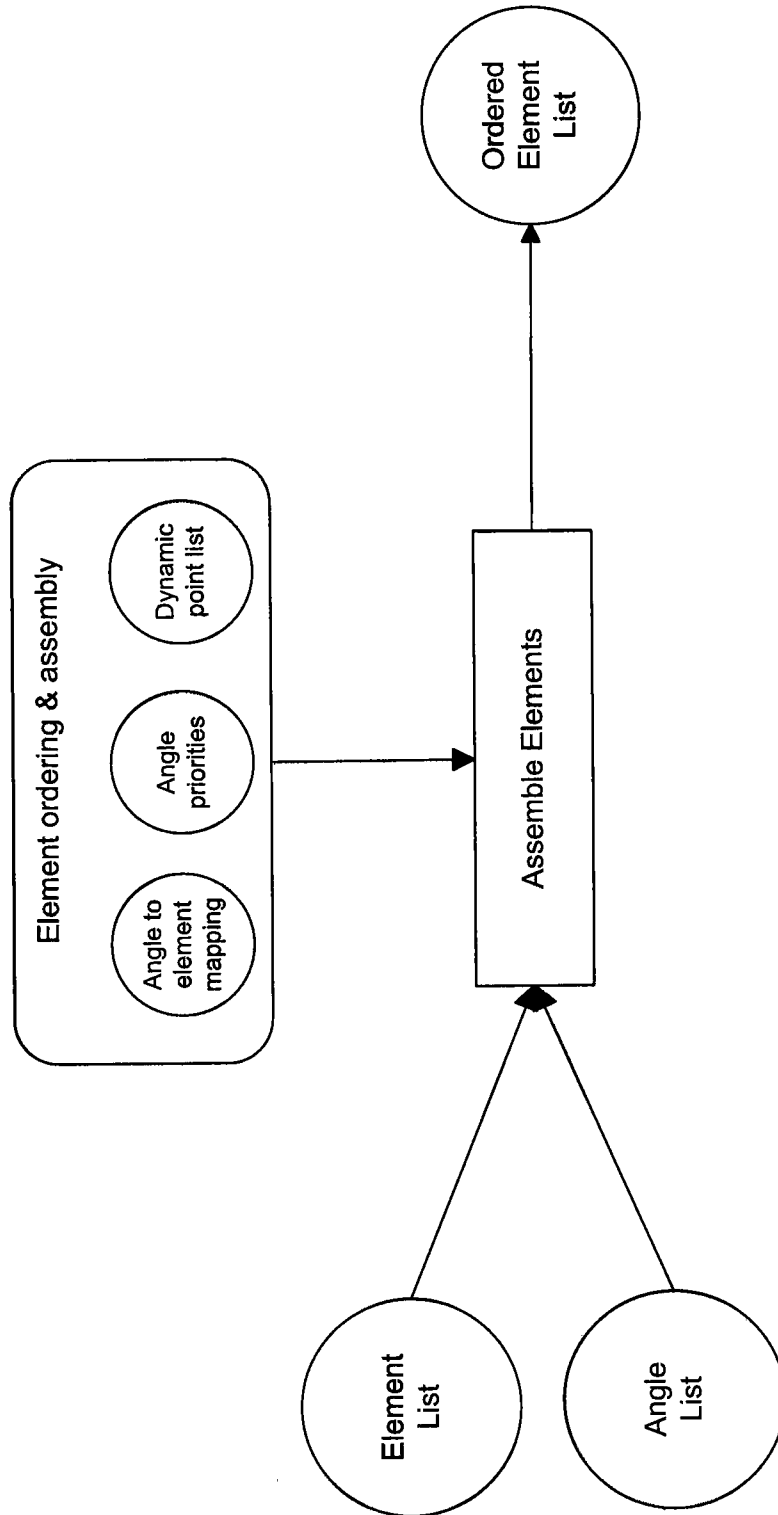 Element ordering & assembly
Angle to
element
mapping
Angle
priorities
Dynamic
point list
Element
List
Angle
List
Assemble Elements
Ordered
Element
List